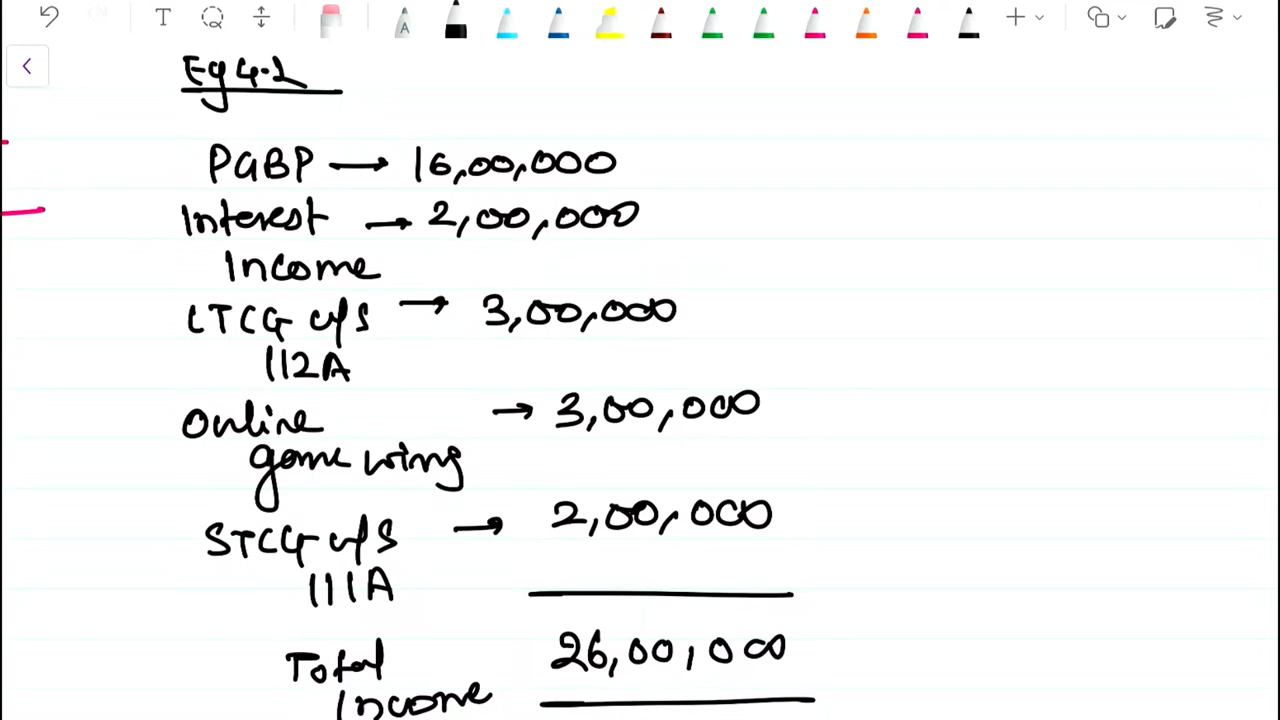 Eg 4.2
PGBP → 16,00,000
Interest → 2,00,000
Income
LTCG u/s → 3,00,000
112A
Online → 3,00,000
game wing
STCG u/s → 2,00,000
111A
Total 26,00,000
Income